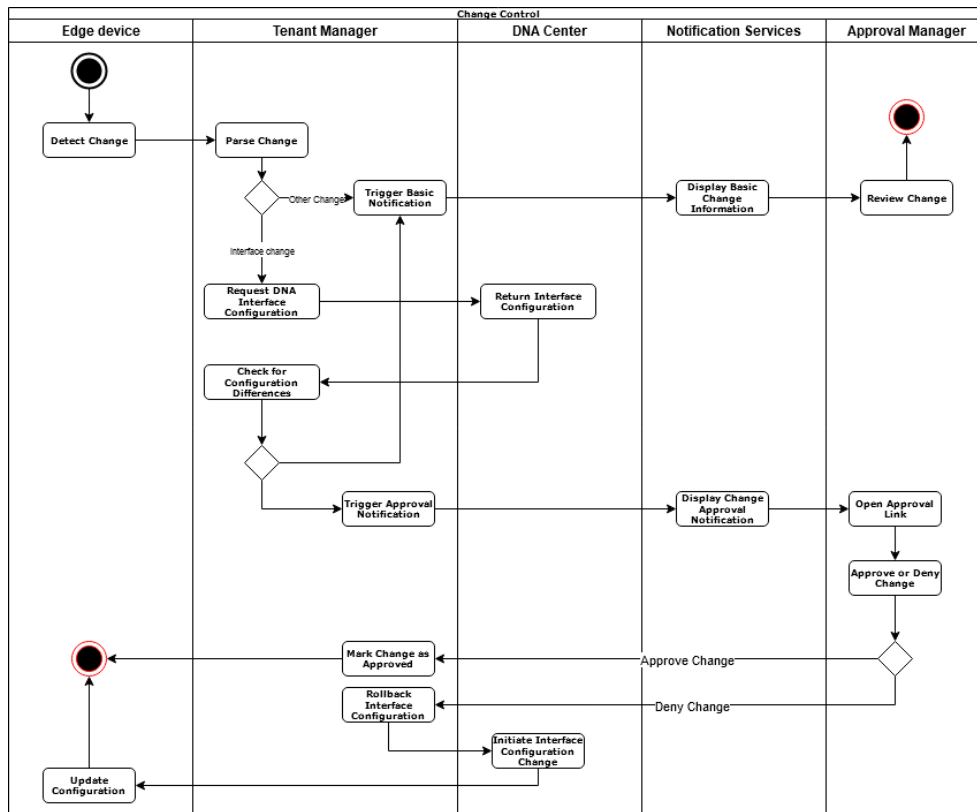 Change Control
Edge device
Tenant Manager
DNA Center
Notification Services
Approval Manager
Detect Change
Parse Change
Other Change
Trigger Basic
Notification
Display Basic
Change
Information
Review Change
Interface change
Request DNA
Interface
Configuration
Return Interface
Configuration
Check for
Configuration
Differences
Trigger Approval
Notification
Display Change
Approval
Notification
Open Approval
Link
Approve or Deny
Change
Mark Change as
Approved
Approve Change
Rollback
Interface
Configuration
Deny Change
Initiate Interface
Configuration
Change
Update
Configuration